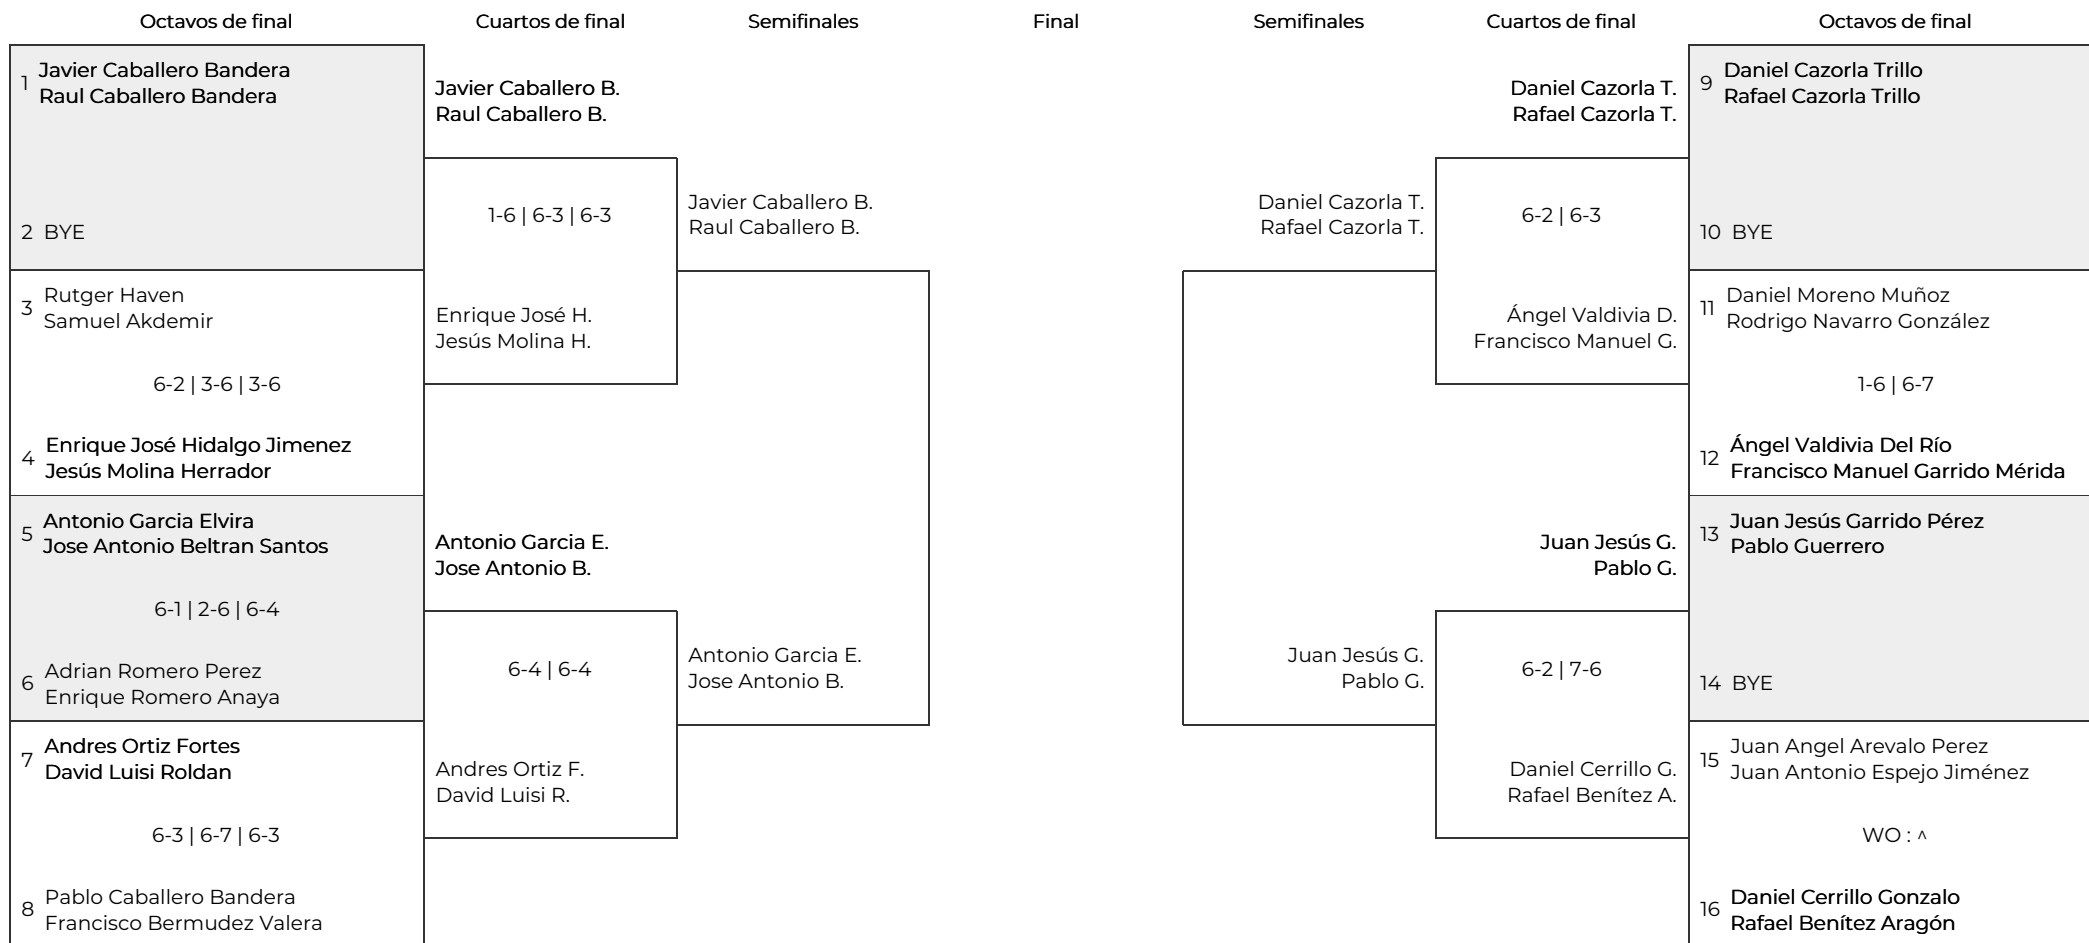 Octavos de final
Cuartos de final
Semifinales
Final
Semifinales
Cuartos de final
Octavos de final
1
Javier Caballero Bandera
Raul Caballero Bandera
2 BYE
3
Rutger Haven
Samuel Akdemir
6-2 | 3-6 | 3-6
4
Enrique José Hidalgo Jimenez
Jesús Molina Herrador
5
Antonio Garcia Elvira
Jose Antonio Beltran Santos
6-1 | 2-6 | 6-4
6
Adrian Romero Perez
Enrique Romero Anaya
7
Andres Ortiz Fortes
David Luisi Roldan
6-3 | 6-7 | 6-3
8
Pablo Caballero Bandera
Francisco Bermudez Valera
Javier Caballero B.
Raul Caballero B.
1-6 | 6-3 | 6-3
Enrique José H.
Jesús Molina H.
Antonio Garcia E.
Jose Antonio B.
6-4 | 6-4
Andres Ortiz F.
David Luisi R.
Javier Caballero B.
Raul Caballero B.
Antonio Garcia E.
Jose Antonio B.
Daniel Cazorla T.
Rafael Cazorla T.
Juan Jesús G.
Pablo G.
Daniel Cazorla T.
Rafael Cazorla T.
6-2 | 6-3
Ángel Valdivia D.
Francisco Manuel G.
Juan Jesús G.
Pablo G.
6-2 | 7-6
Daniel Cerrillo G.
Rafael Benítez A.
9
Daniel Cazorla Trillo
Rafael Cazorla Trillo
10 BYE
11
Daniel Moreno Muñoz
Rodrigo Navarro González
1-6 | 6-7
12
Ángel Valdivia Del Río
Francisco Manuel Garrido Mérida
13
Juan Jesús Garrido Pérez
Pablo Guerrero
14 BYE
15
Juan Angel Arevalo Perez
Juan Antonio Espejo Jiménez
WO : ^
16
Daniel Cerrillo Gonzalo
Rafael Benítez Aragón